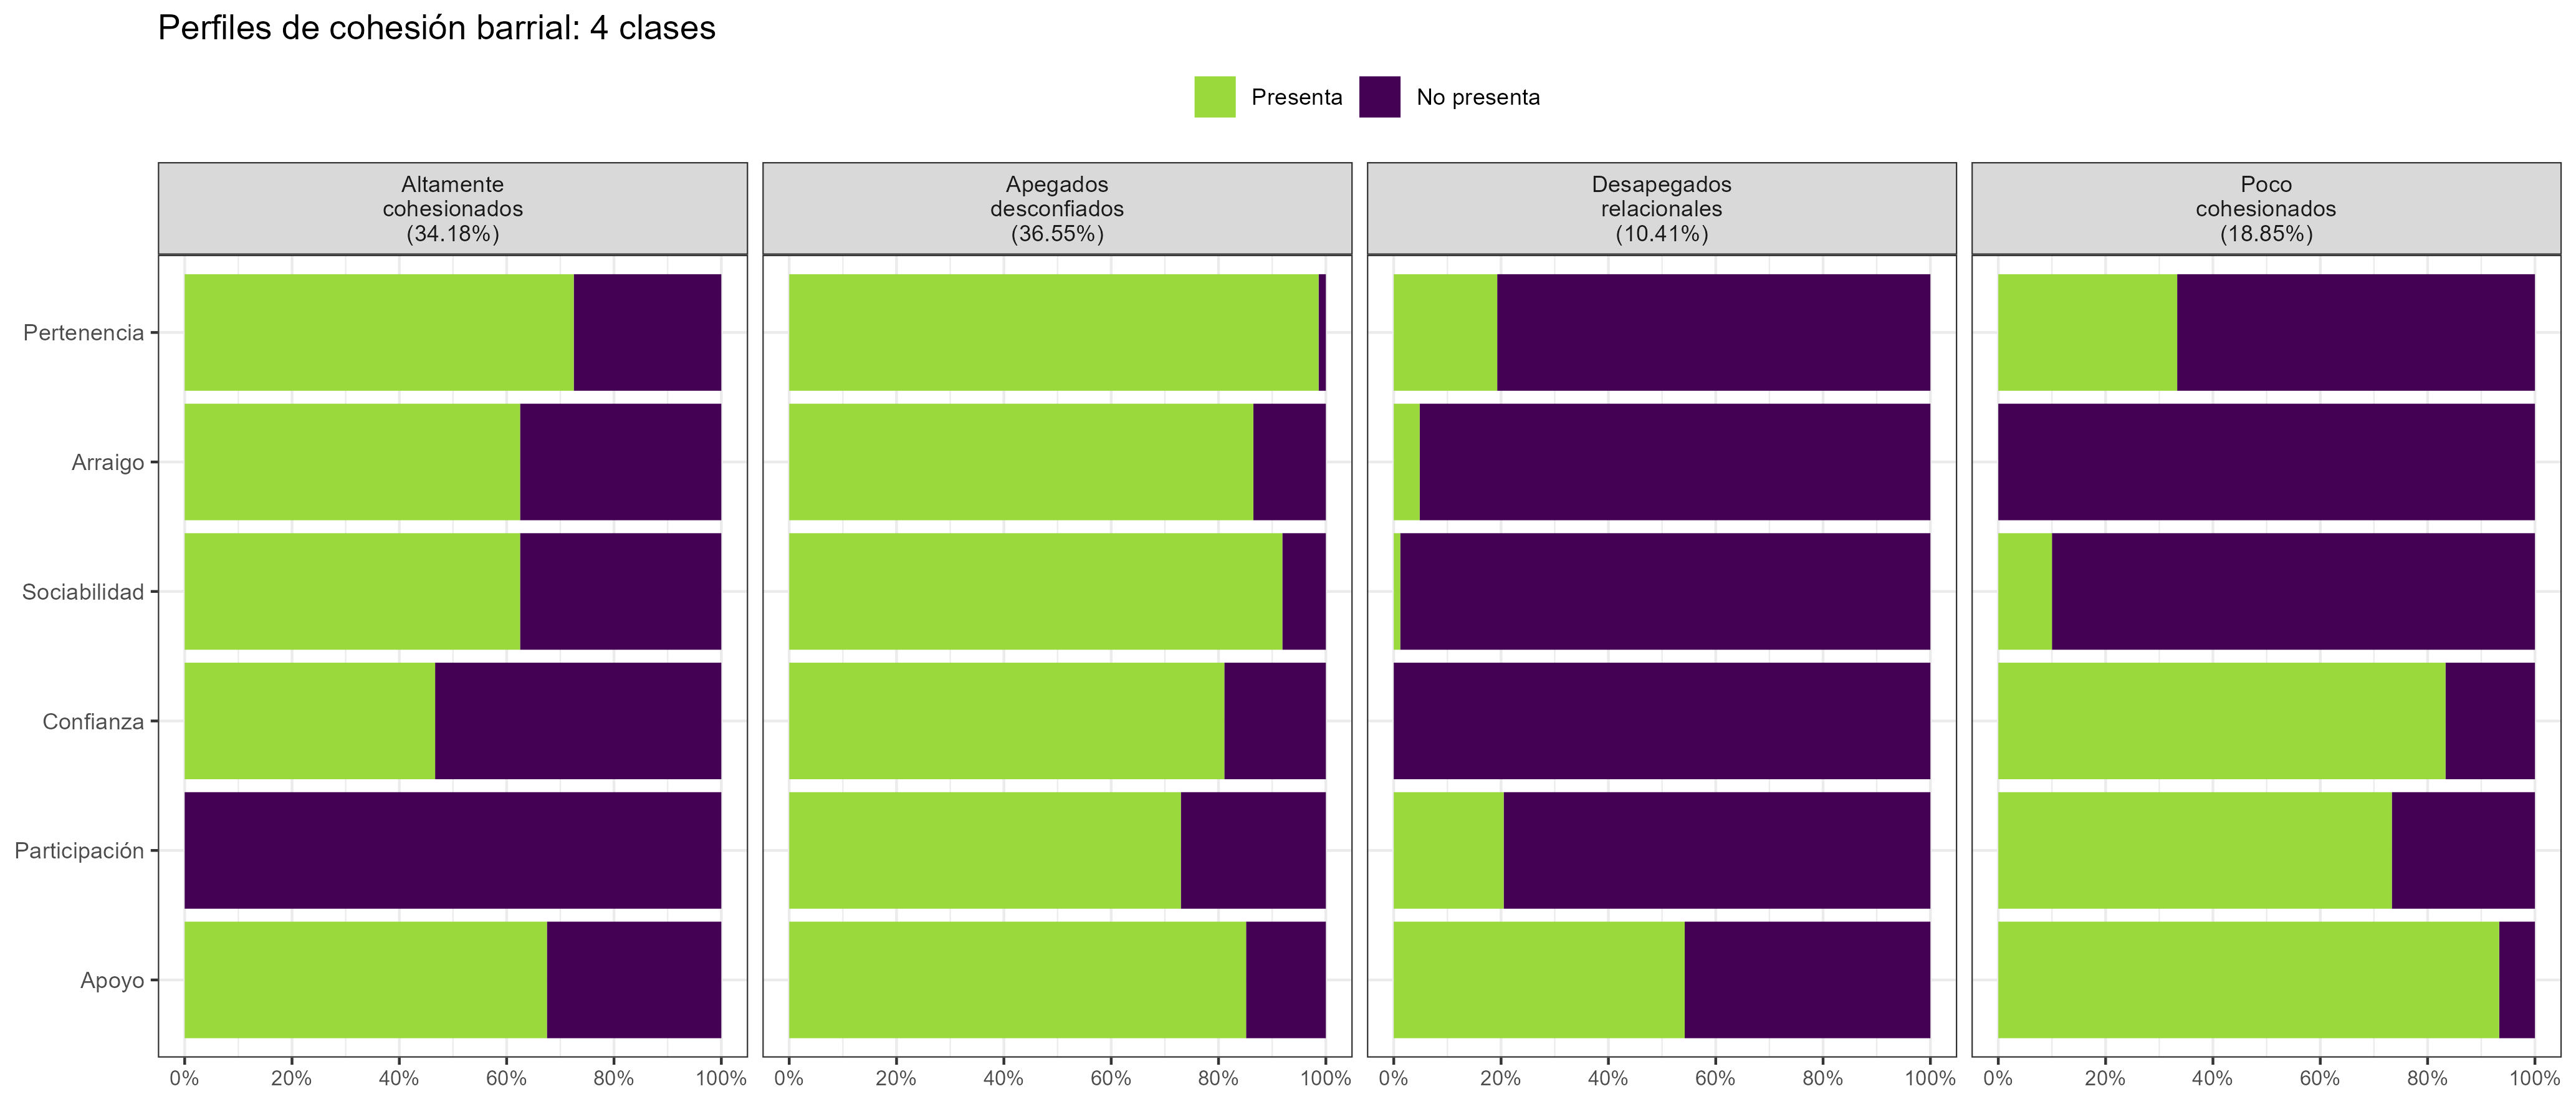 Perfiles de cohesión barrial: 4 clases
Presenta No presenta
Altamente
cohesionados
(34.18%)
Apegados
desconfiados
(36.55%)
Desapegados
relacionales
(10.41%)
Poco
cohesionados
(18.85%)
Pertenencia
Arraigo
Sociabilidad
Confianza
Participación
Apoyo
0% 20% 40% 60% 80% 100%
0% 20% 40% 60% 80% 100%
0% 20% 40% 60% 80% 100%
0% 20% 40% 60% 80% 100%